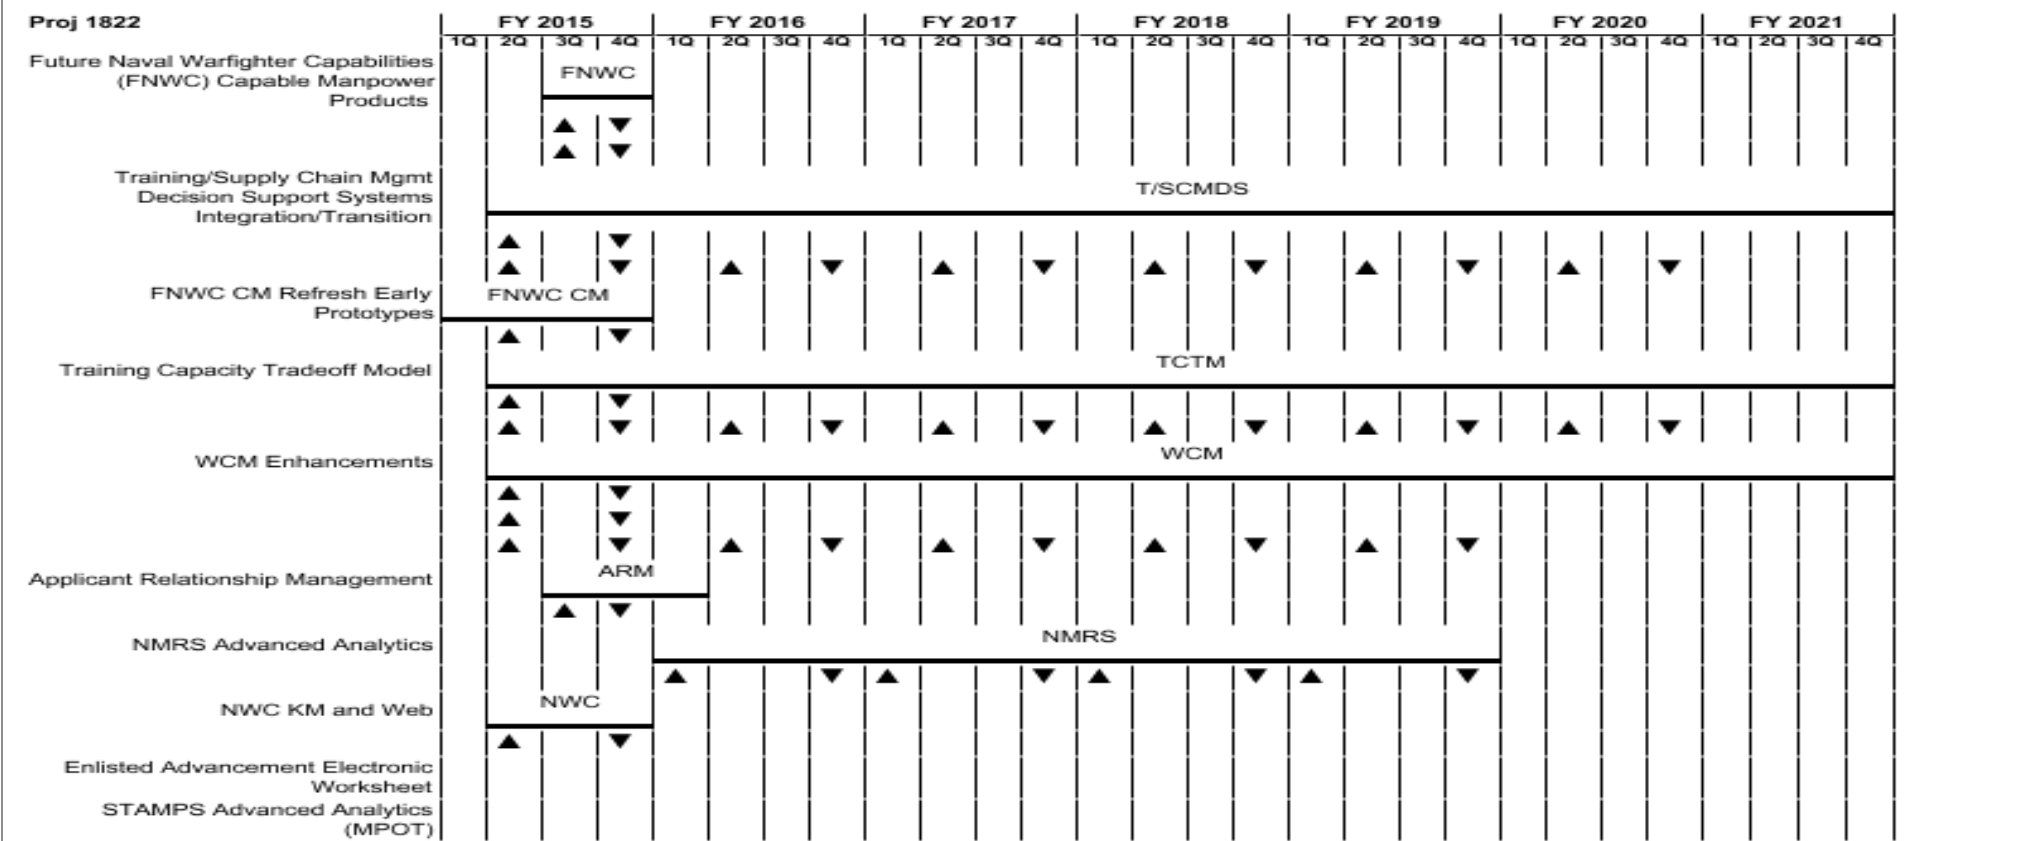 Proj 1822 FY 2015 FY 2016 FY 2017 FY 2018 FY 2019 FY 2020 FY 2021
1Q 2Q 3Q 4Q 1Q 2Q 3Q 4Q 1Q 2Q 3Q 4Q 1Q 2Q 3Q 4Q 1Q 2Q 3Q 4Q 1Q 2Q 3Q 4Q 1Q 2Q 3Q 4Q
Future Naval Warfighter Capabilities
(FNWC) Capable Manpower
Products
FNWC
Training/Supply Chain Mgmt
Decision Support Systems
Integration/Transition
T/SCMDS
FNWC CM Refresh Early
Prototypes
FNWC CM
Training Capacity Tradeoff Model
TCTM
WCM Enhancements
WCM
Applicant Relationship Management
ARM
NMRS Advanced Analytics
NMRS
NWC KM and Web
NWC
Enlisted Advancement Electronic
Worksheet
STAMPS Advanced Analytics
(MPOT)